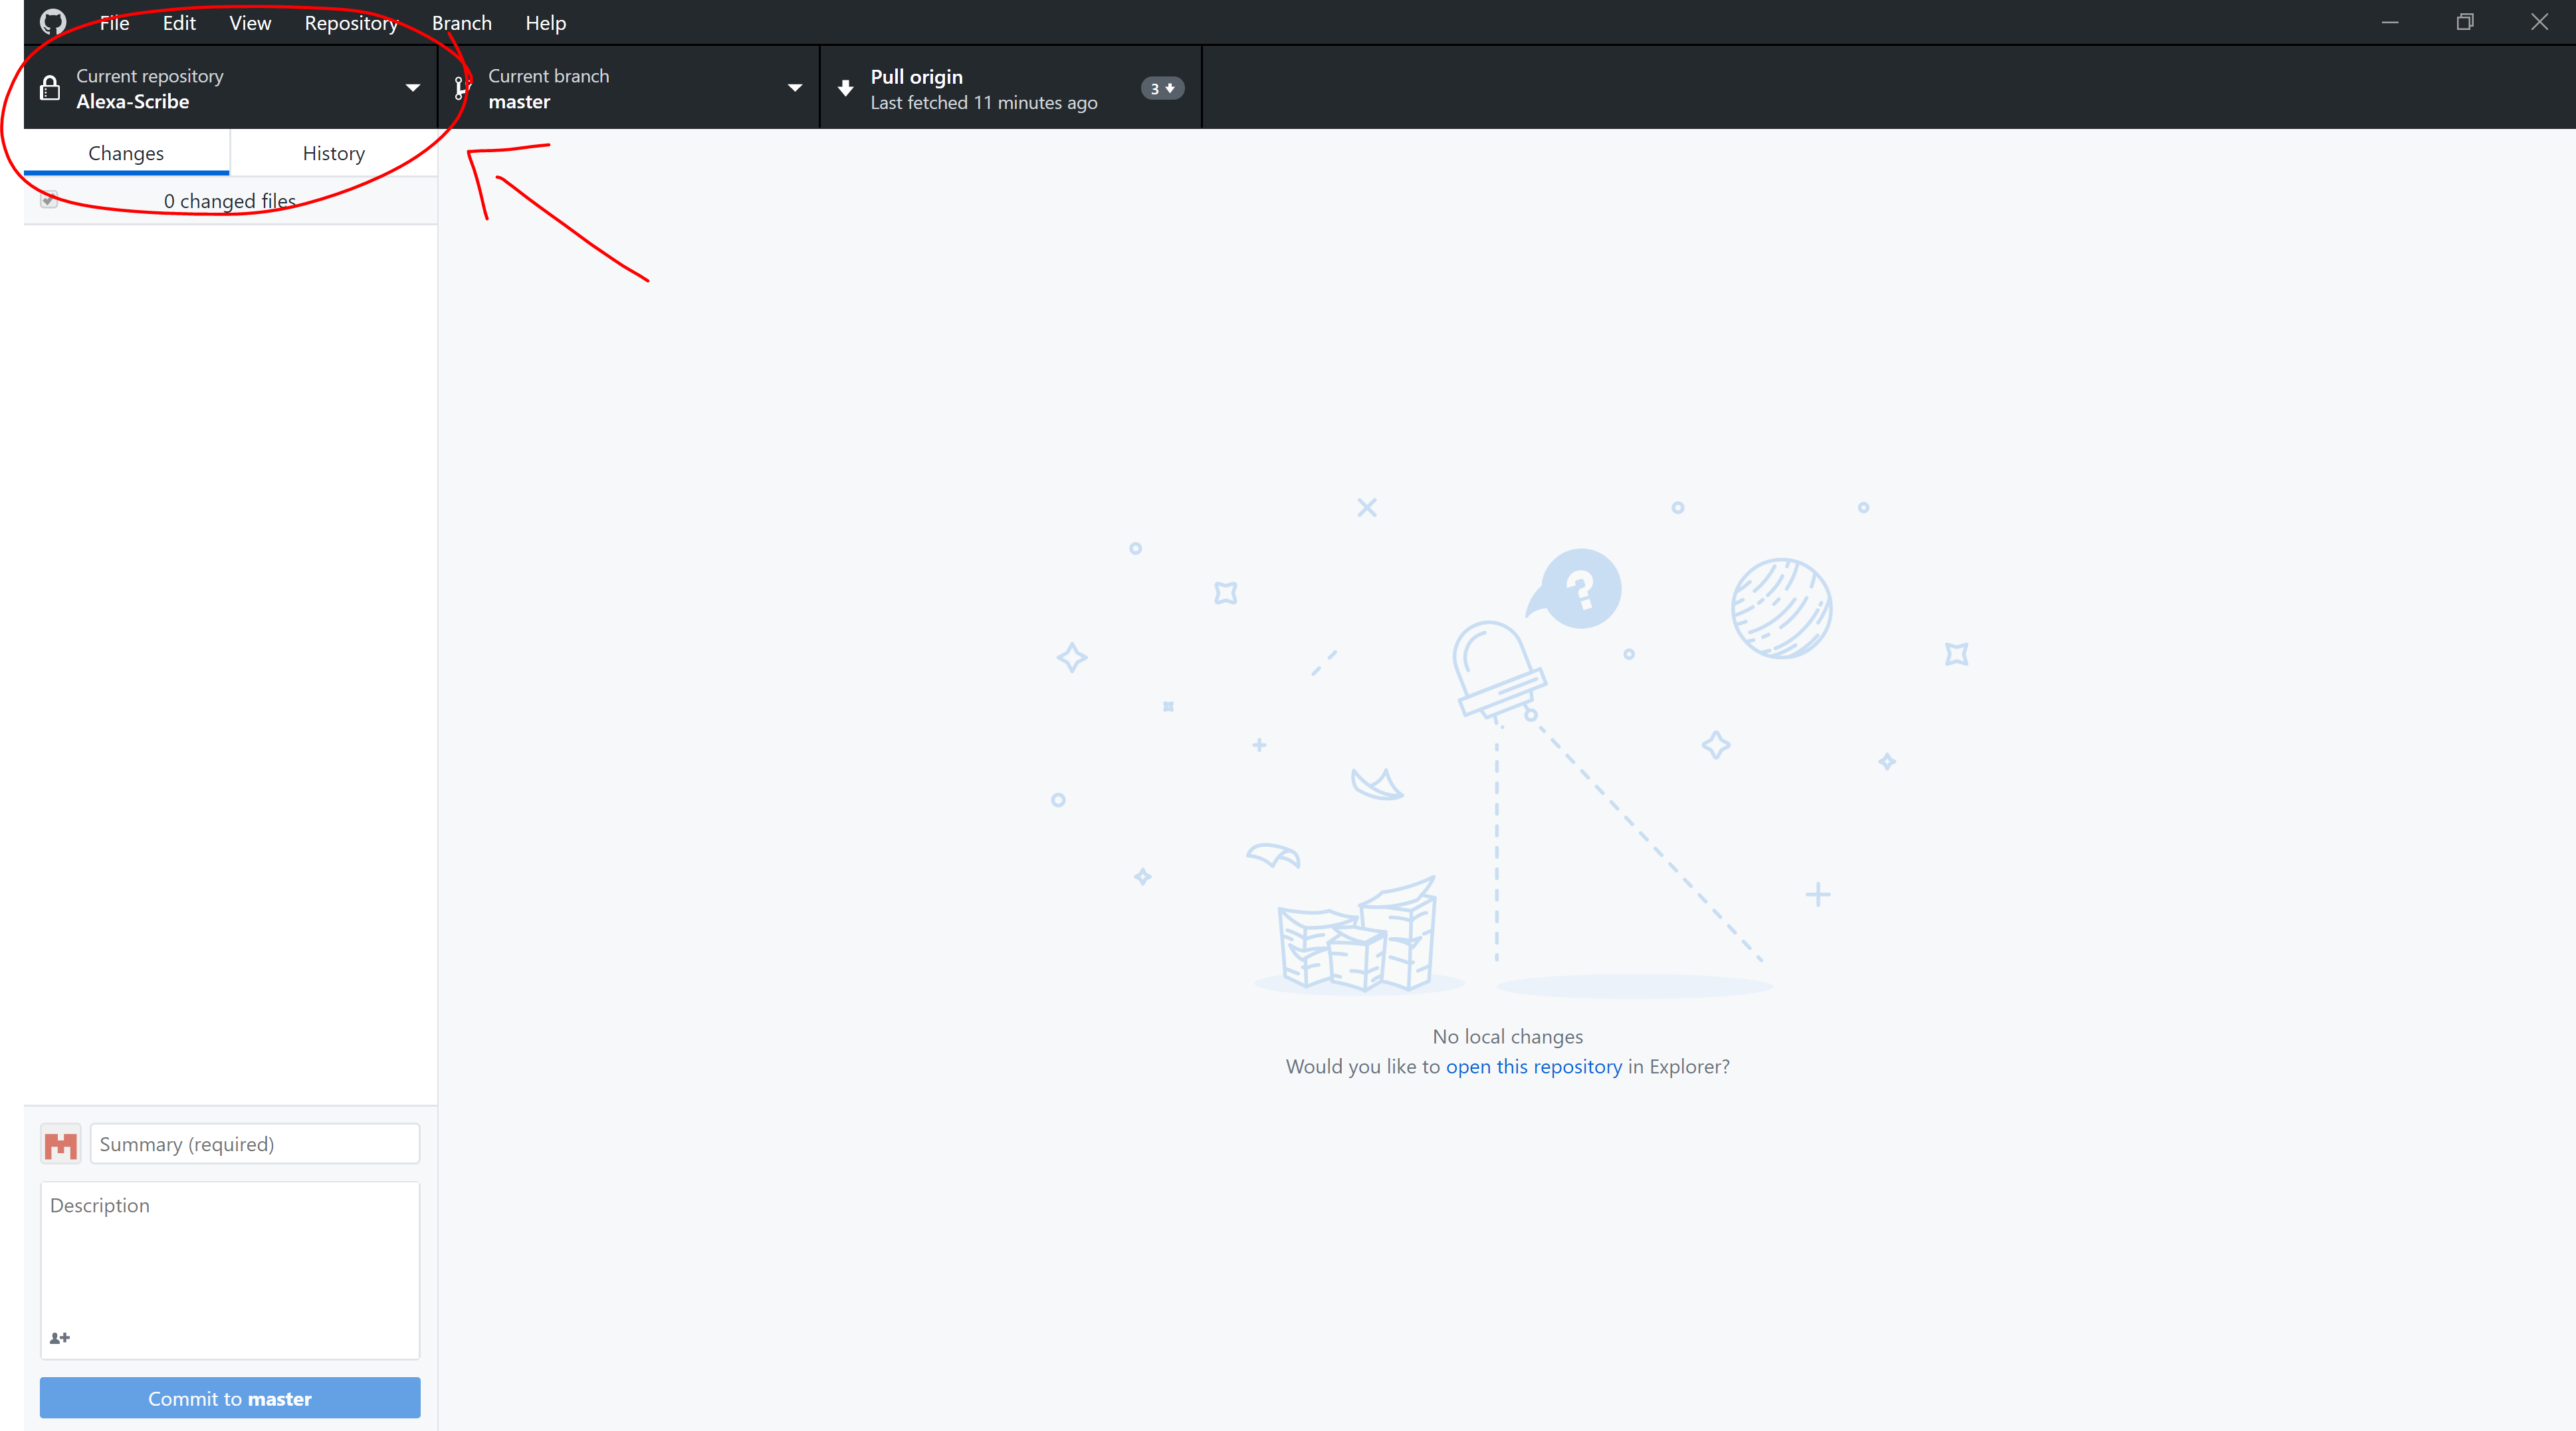 File Edit View Repository Branch Help
Current repository
Alexa-Scribe
Current branch
master
Pull origin
Last fetched 11 minutes ago
3
Changes History
0 changed files
?
No local changes
Would you like to open this repository in Explorer?
Summary (required)
Description
Commit to master